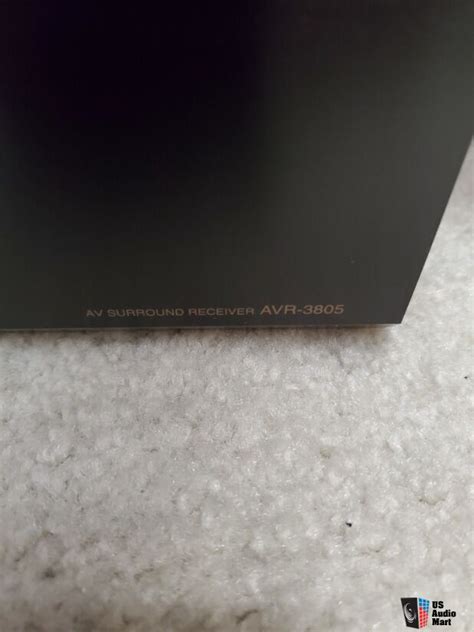 AV SURROUND RECEIVER AVR-3805
US
Audio
Mart